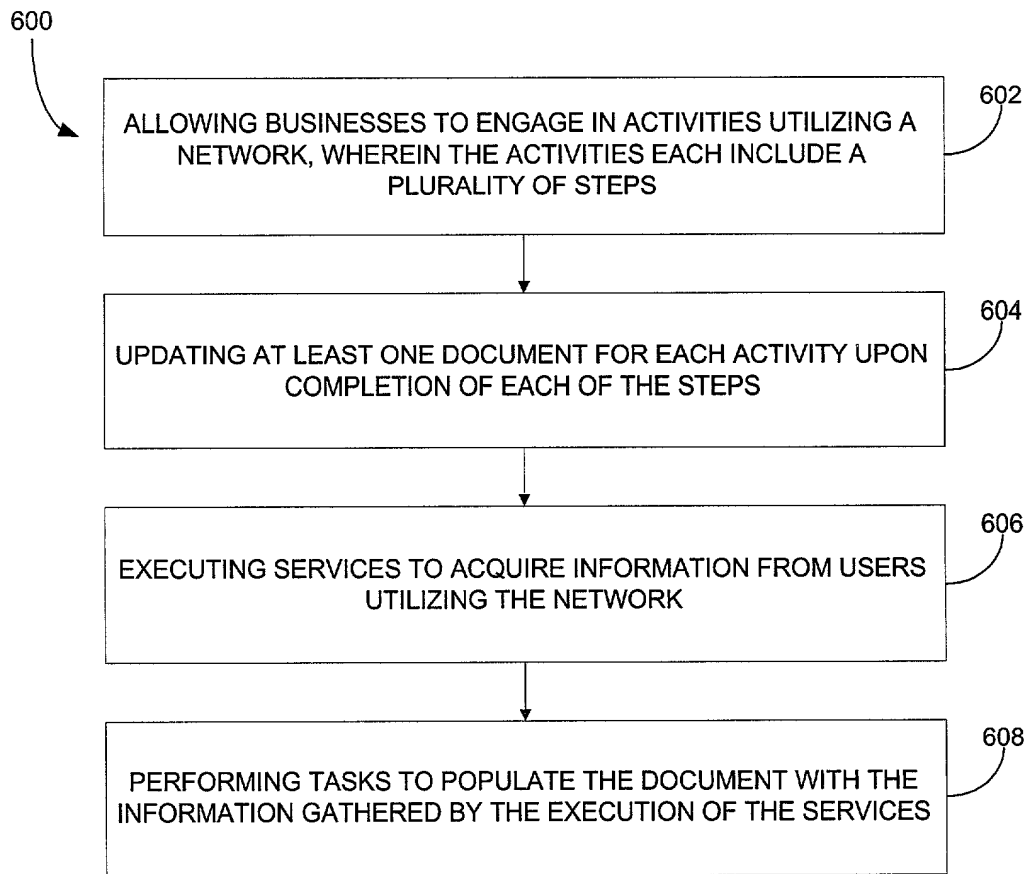 600
602
ALLOWING BUSINESSES TO ENGAGE IN ACTIVITIES UTILIZING A
NETWORK, WHEREIN THE ACTIVITIES EACH INCLUDE A
PLURALITY OF STEPS
604
UPDATING AT LEAST ONE DOCUMENT FOR EACH ACTIVITY UPON
COMPLETION OF EACH OF THE STEPS
606
EXECUTING SERVICES TO ACQUIRE INFORMATION FROM USERS
UTILIZING THE NETWORK
608
PERFORMING TASKS TO POPULATE THE DOCUMENT WITH THE
INFORMATION GATHERED BY THE EXECUTION OF THE SERVICES